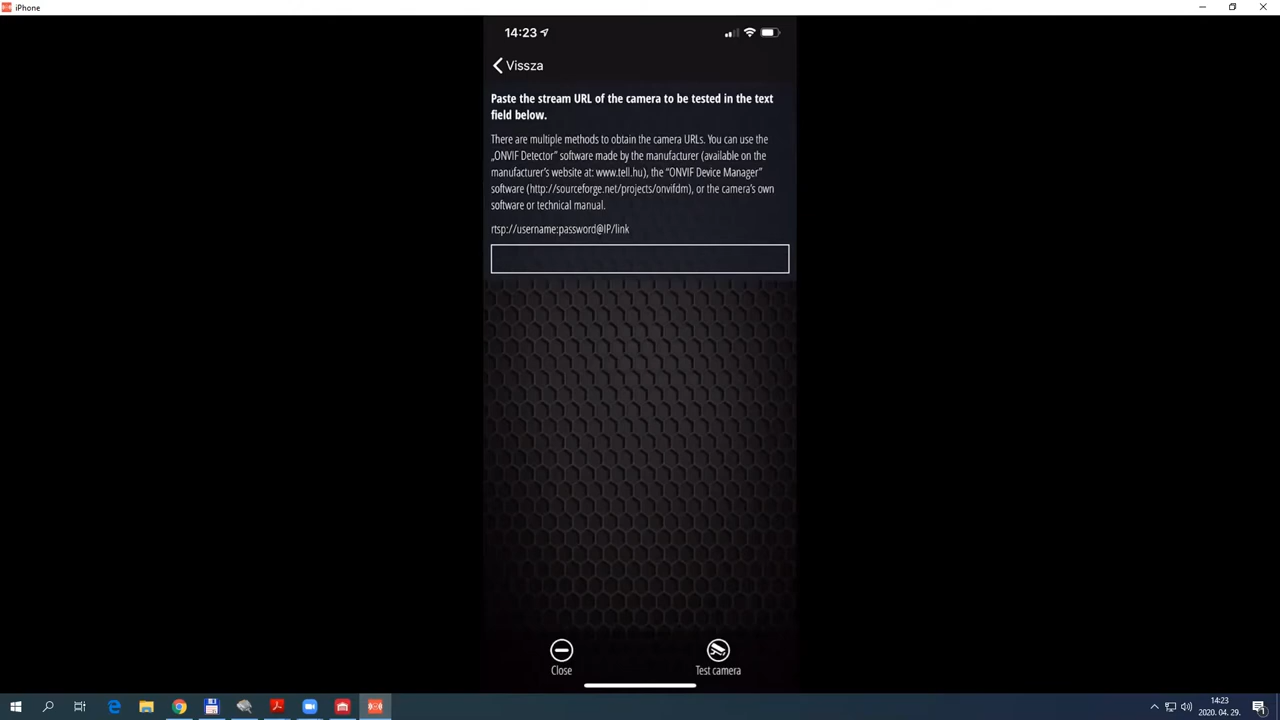 iPhone
14:23
Vissza
Paste the stream URL of the camera to be tested in the text
field below.
There are multiple methods to obtain the camera URLs. You can use the
„ONVIF Detector" software made by the manufacturer (available on the
manufacturer's website at: www.tell.hu), the "ONVIF Device Manager"
software (http://sourceforge.net/projects/onvifdm), or the camera's own
software or technical manual.
rtsp://username:password@IP/link
Close
Test camera
14:23
2020. 04. 29.
1